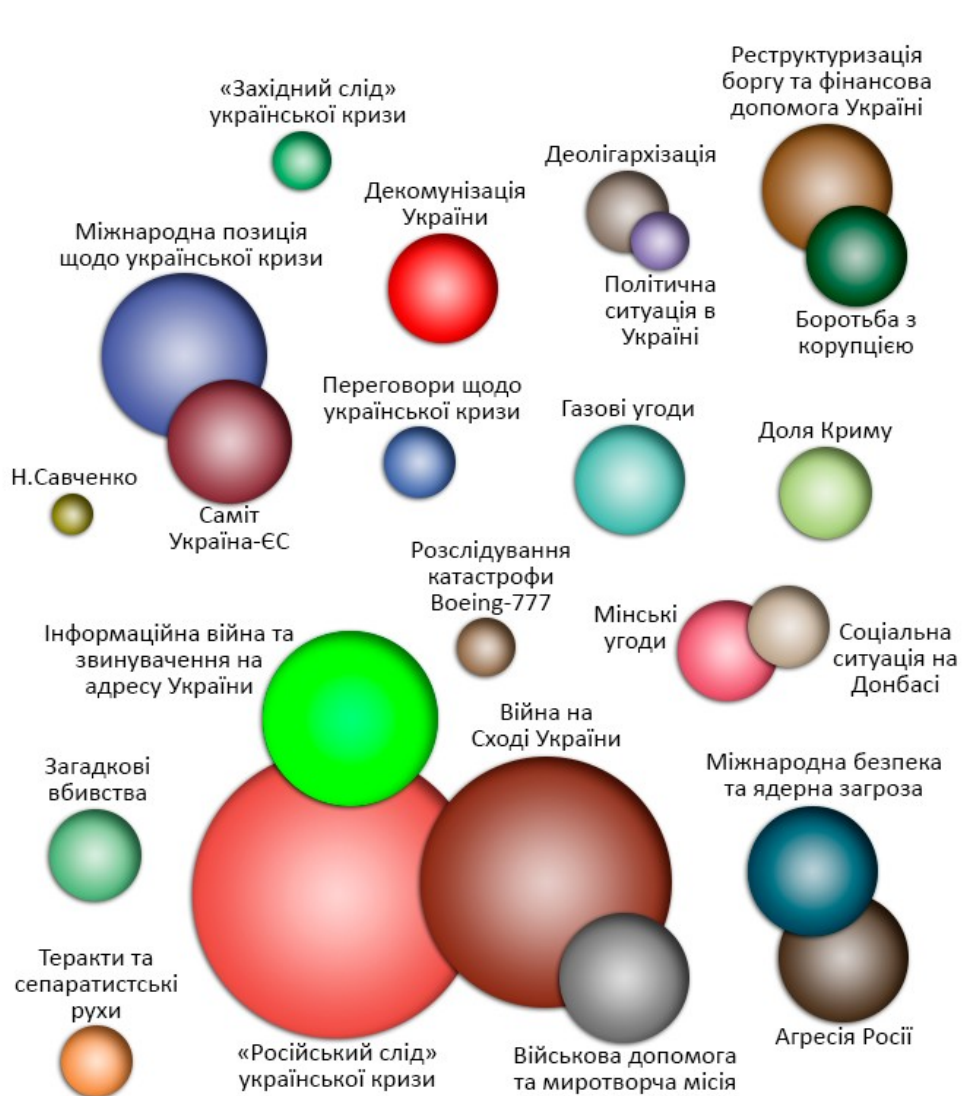 Реструктуризація
боргу та фінансова
допомога Україні
«Західний слід»
української кризи
Деолігархізація
Декомунізація
України
Міжнародна позиція
щодо української кризи
Політична
ситуація в
Україні
Боротьба з
корупцією
Переговори щодо
української кризи
Газові угоди
Доля Криму
Н.Савченко
Саміт
Україна-ЄС
Розслідування
катастрофи
Boeing-777
Мінські
угоди
Соціальна
ситуація на
Донбасі
Інформаційна війна та
звинувачення на
адресу України
Війна на
Сході України
Загадкові
вбивства
Міжнародна безпека
та ядерна загроза
Теракти та
сепаратистські
рухи
Агресія Росії
«Російський слід»
української кризи
Військова допомога
та миротворча місія